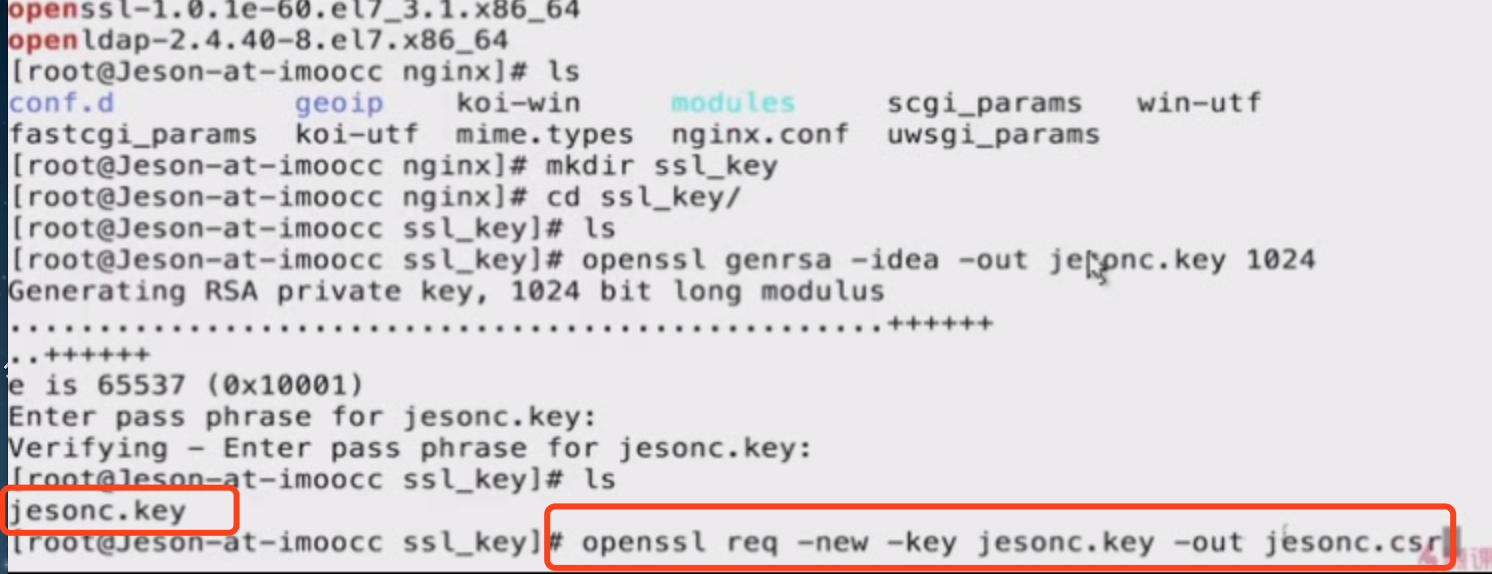 openssl-1.0.1e-60.el7_3.1.x86_64
openldap-2.4.40-8.el7.x86_64
[root@Jeson-at-imoocc nginx]# ls
conf.d geoip koi-win modules scgi_params win-utf
fastcgi_params koi-utf mime.types nginx.conf uwsgi_params
[root@Jeson-at-imoocc nginx]# mkdir ssl_key
[root@Jeson-at-imoocc nginx]# cd ssl_key/
[root@Jeson-at-imoocc ssl_key]# ls
[root@Jeson-at-imoocc ssl_key]# openssl genrsa -idea -out jesonc.key 1024
Generating RSA private key, 1024 bit long modulus
.................................................++++++
..++++++
e is 65537 (0x10001)
Enter pass phrase for jesonc.key:
Verifying - Enter pass phrase for jesonc.key:
[root@Jeson-at-imoocc ssl_key]# ls
jesonc.key
[root@Jeson-at-imoocc ssl_key]# openssl req -new -key jesonc.key -out jesonc.csr